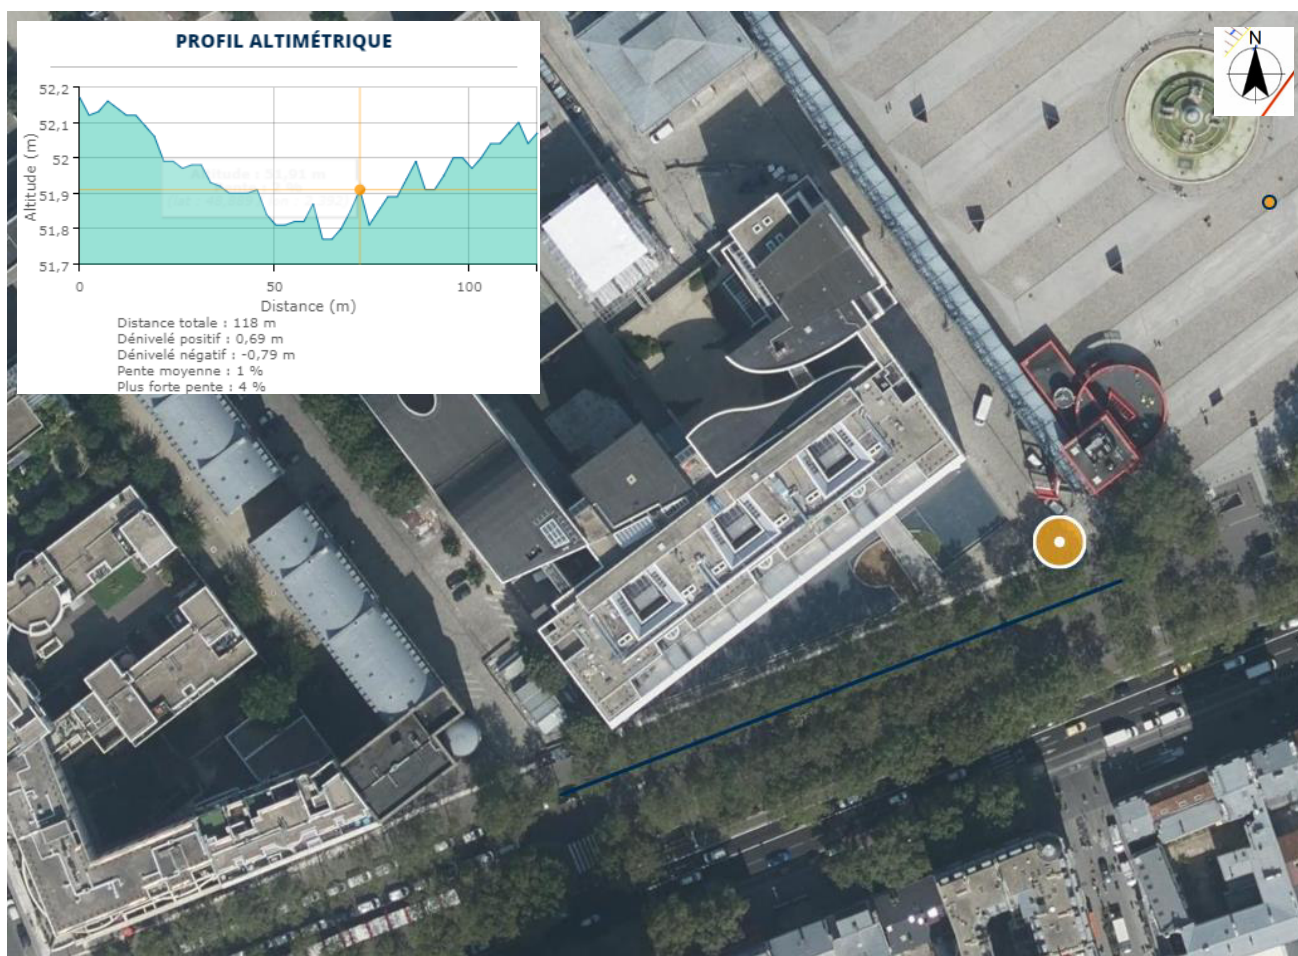 PROFIL ALTIMÉTRIQUE
52,2
52,1
52
51,9
51,8
51,7
Altitude (m)
0
50
100
Distance (m)
Distance totale : 118 m
Dénivelé positif : 0,69 m
Dénivelé négatif : -0,79 m
Pente moyenne : 1 %
Plus forte pente : 4 %
N